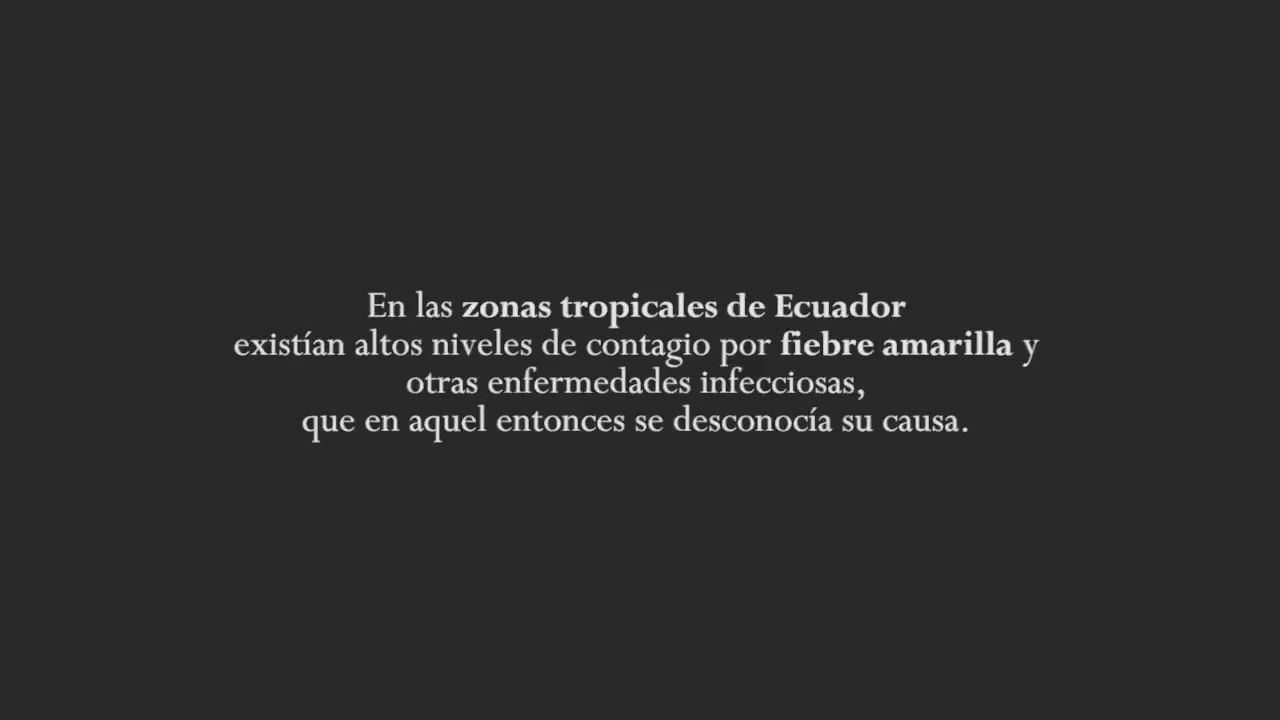 En las zonas tropicales de Ecuador
existían altos niveles de contagio por fiebre amarilla y
otras enfermedades infecciosas,
que en aquel entonces se desconocía su causa.